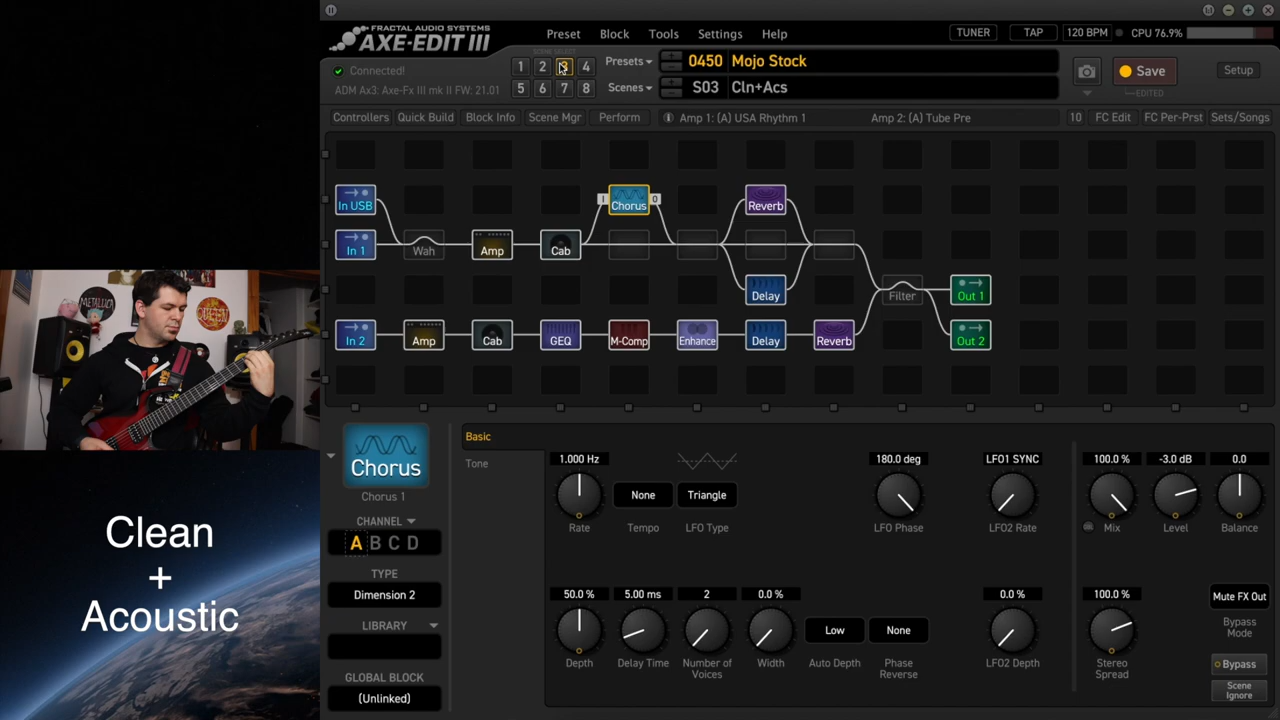 FRACTAL AUDIO SYSTEMS
AXE-EDIT III
Connected!
ADM Ax3: Axe-Fx III mk II FW: 21.01
Preset Block Tools Settings Help
SCENE SELECT
1 2 3 4
5 6 7 8
Presets 0450 Mojo Stock
Scenes S03 Cln+Acs
TUNER TAP 120 BPM CPU 76.9%
Save
EDITED
Setup
Controllers Quick Build Block Info Scene Mgr Perform
Amp 1: (A) USA Rhythm 1 Amp 2: (A) Tube Pre
10 FC Edit FC Per-Prst Sets/Songs
In USB I Chorus O Reverb
In 1 Wah Amp Cab
Delay Filter Out 1
In 2 Amp Cab GEQ M-Comp Enhance Delay Reverb Out 2
METALLICA
QUEEN
Clean
+
Acoustic
Chorus
Chorus 1
CHANNEL
A B C D
TYPE
Dimension 2
LIBRARY
GLOBAL BLOCK
(Unlinked)
Basic
Tone
1.000 Hz 180.0 deg LFO1 SYNC 100.0 % -3.0 dB 0.0
None Triangle
Rate Tempo LFO Type LFO Phase LFO2 Rate Mix Level Balance
50.0 % 5.00 ms 2 0.0 % 0.0 % 100.0 %
Low None Mute FX Out
Depth Delay Time Number of Voices Width Auto Depth Phase Reverse LFO2 Depth Stereo Spread
Bypass Mode
Bypass
Scene Ignore